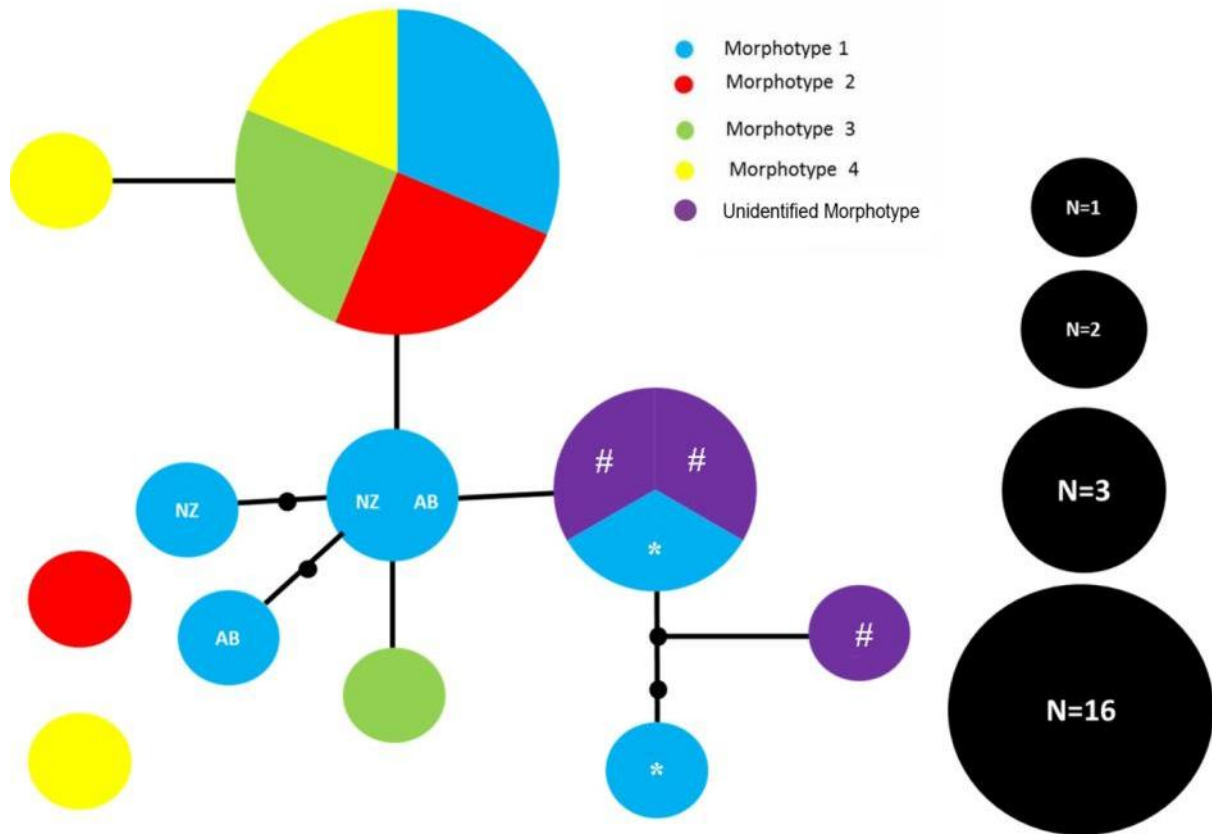 Morphotype 1
Morphotype 2
Morphotype 3
Morphotype 4
Unidentified Morphotype
N=1
N=2
N=3
N=16
# #
*
NZ AB
NZ
AB
#
*